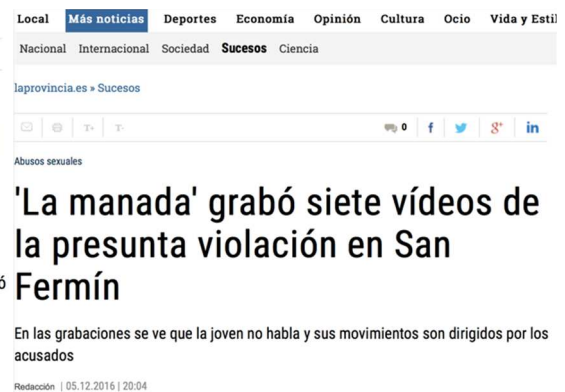 Local Más noticias Deportes Economía Opinión Cultura Ocio Vida y Estil
Nacional Internacional Sociedad Sucesos Ciencia
laprovincia.es » Sucesos
T+ T- 0 f g+ in
Abusos sexuales
'La manada' grabó siete vídeos de
la presunta violación en San
ó Fermín
En las grabaciones se ve que la joven no habla y sus movimientos son dirigidos por los
acusados
Redacción | 05.12.2016 | 20:04